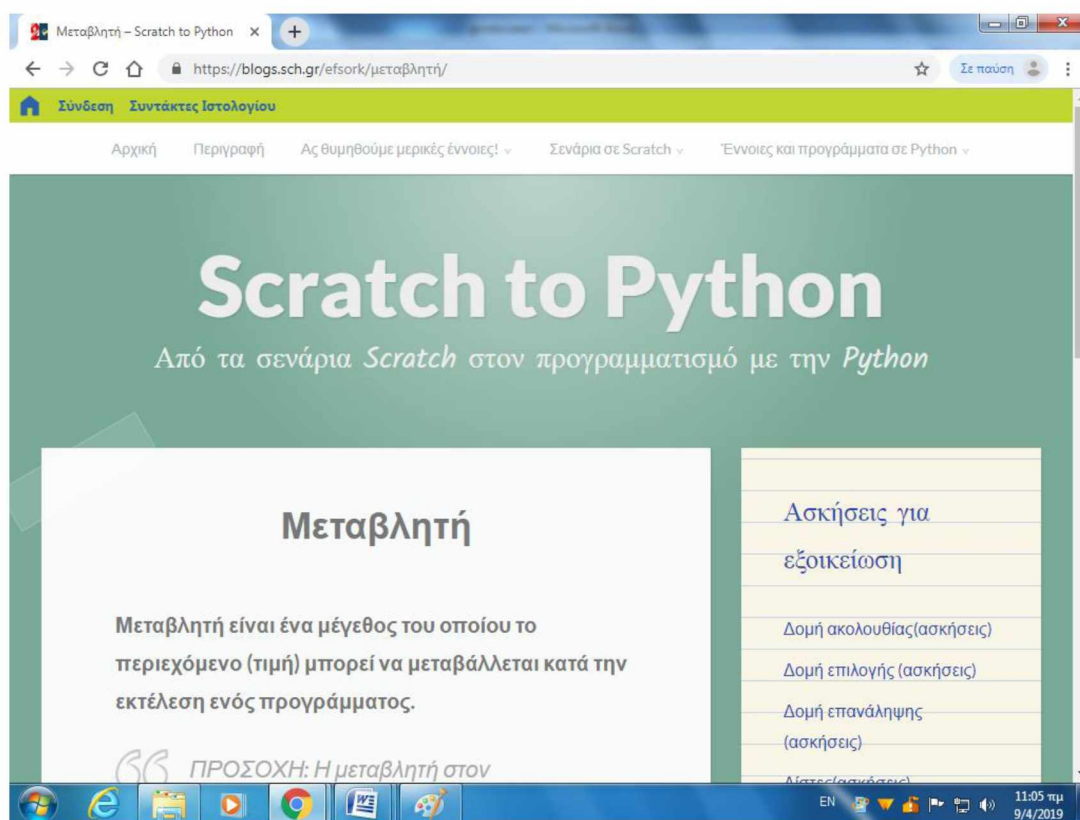 Μεταβλητή – Scratch to Python
https://blogs.sch.gr/efsork/μεταβλητή/
Σε παύση
Σύνδεση Συντάκτες Ιστολογίου
Αρχική Περιγραφή Ας θυμηθούμε μερικές έννοιες! Σενάρια σε Scratch Έννοιες και προγράμματα σε Python
Scratch to Python
Από τα σενάρια Scratch στον προγραμματισμό με την Python
Μεταβλητή
Μεταβλητή είναι ένα μέγεθος του οποίου το
περιεχόμενο (τιμή) μπορεί να μεταβάλλεται κατά την
εκτέλεση ενός προγράμματος.
ΠΡΟΣΟΧΗ: Η μεταβλητή στον
Ασκήσεις για
εξοικείωση
Δομή ακολουθίας(ασκήσεις)
Δομή επιλογής (ασκήσεις)
Δομή επανάληψης
(ασκήσεις)
Λίστες(ασκήσεις)
EN
11:05 πμ
9/4/2019